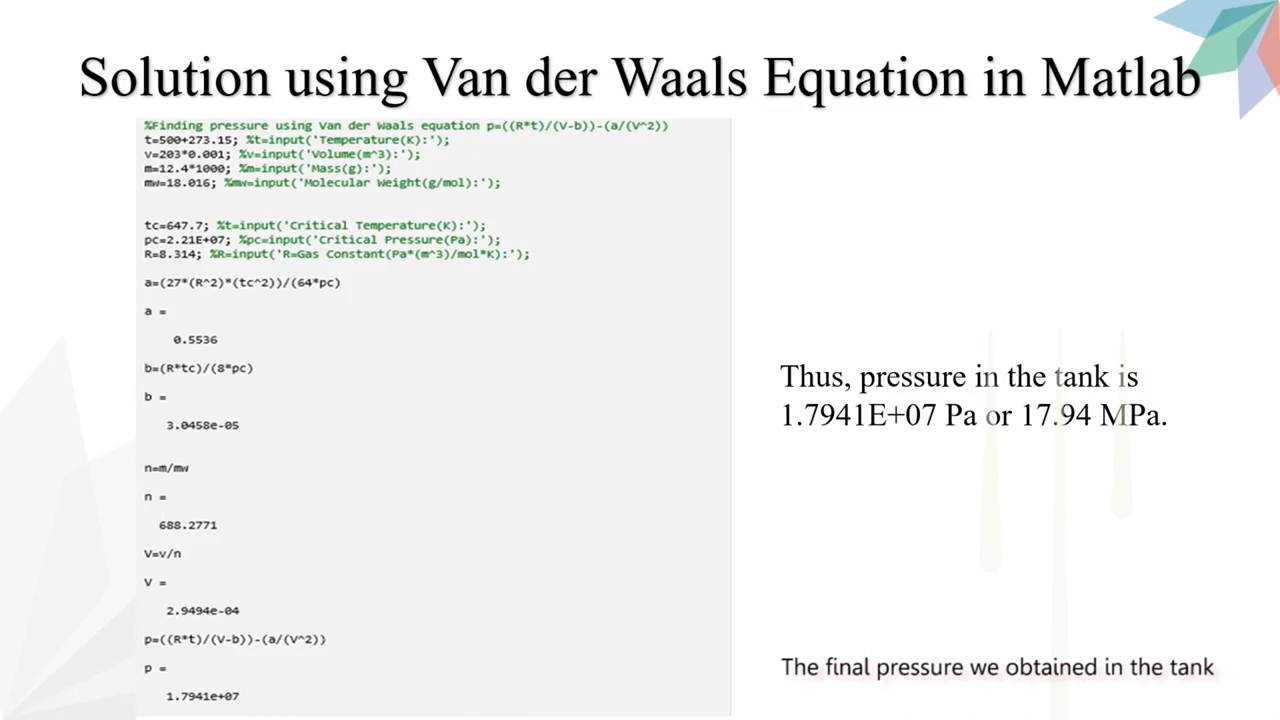 Solution using Van der Waals Equation in Matlab
%Finding pressure using Van der Waals equation p=((R*t)/(V-b))-(a/(V^2))
t=500+273.15; %t=input('Temperature(K):');
v=203*0.001; %v=input('Volume(m^3):');
m=12.4*1000; %m=input('Mass(g):');
mw=18.016; %mw=input('Molecular Weight(g/mol):');
tc=647.7; %t=input('Critical Temperature(K):');
pc=2.21E+07; %pc=input('Critical Pressure(Pa):');
R=8.314; %R=input('R=Gas Constant(Pa*(m^3)/mol*K):');
a=(27*(R^2)*(tc^2))/(64*pc)
a =
0.5536
b=(R*tc)/(8*pc)
b =
3.0458e-05
n=m/mw
n =
688.2771
V=v/n
V =
2.9494e-04
p=((R*t)/(V-b))-(a/(V^2))
p =
1.7941e+07
Thus, pressure in the tank is
1.7941E+07 Pa or 17.94 MPa.
The final pressure we obtained in the tank